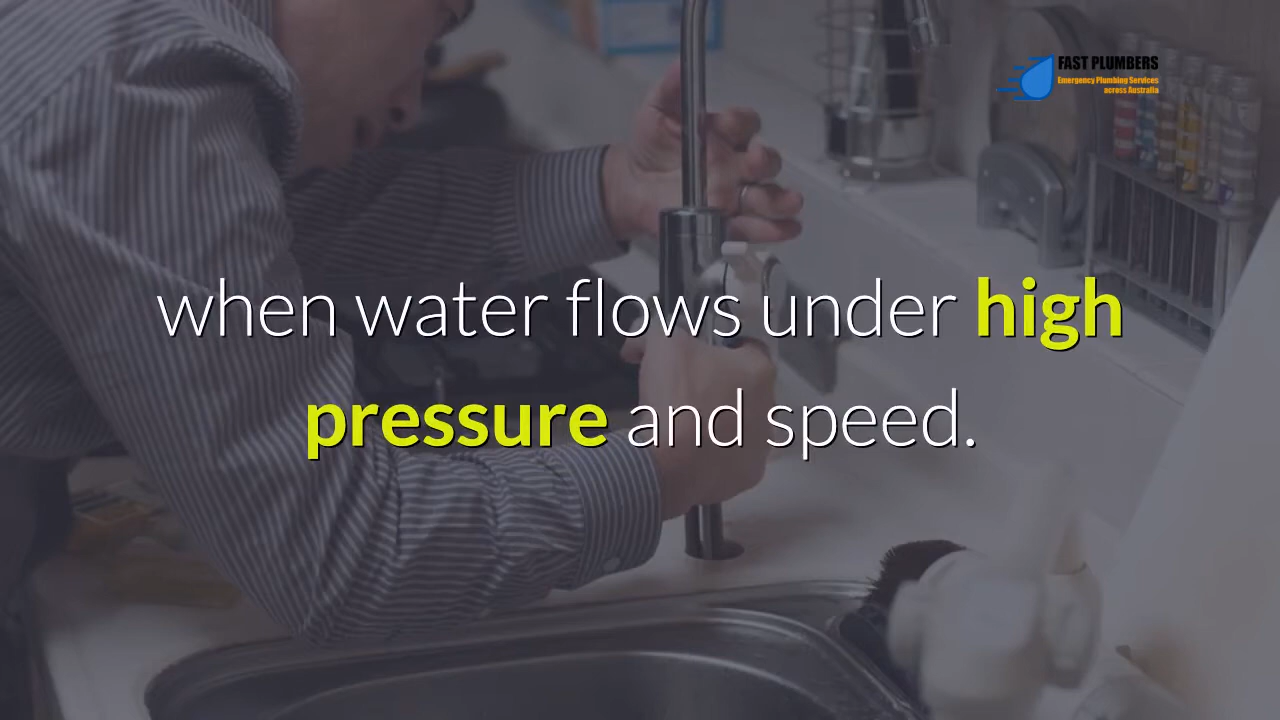 FAST PLUMBERS
Emergency Plumbing Services
across Australia
when water flows under high
pressure and speed.